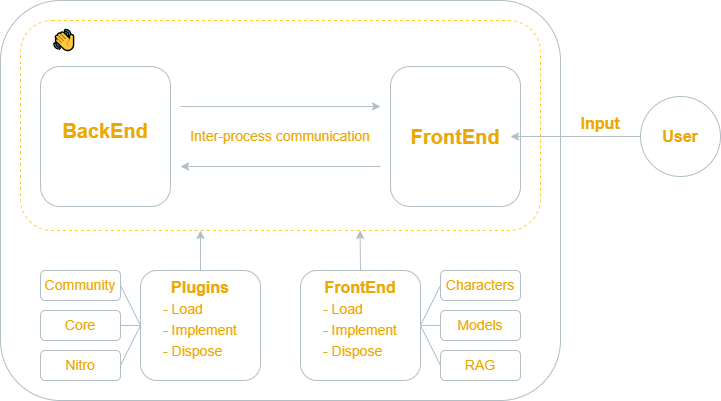 BackEnd
Inter-process communication
FrontEnd
Input
User
Community
Core
Nitro
Plugins
- Load
- Implement
- Dispose
FrontEnd
- Load
- Implement
- Dispose
Characters
Models
RAG